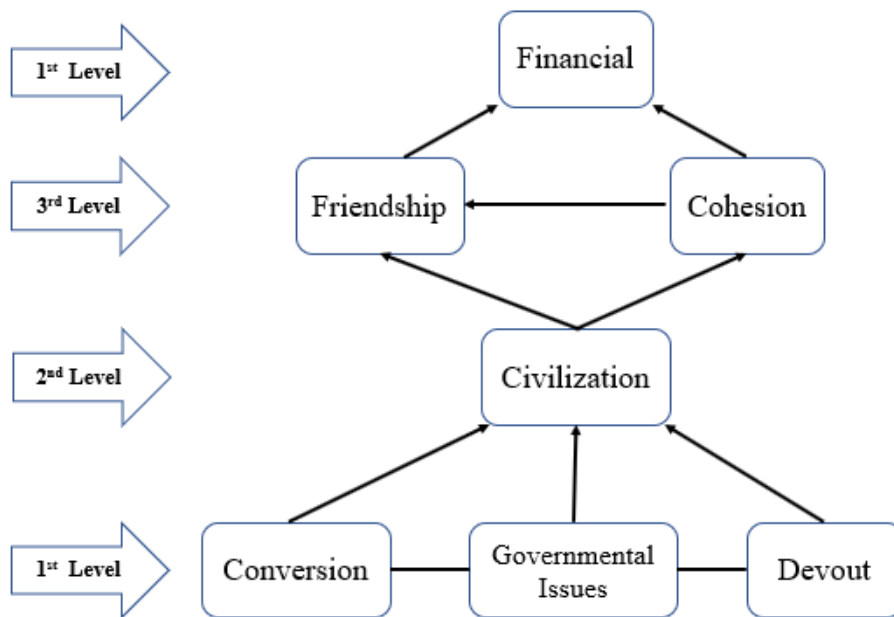 1st Level
Financial
3rd Level
Friendship
Cohesion
2nd Level
Civilization
1st Level
Conversion
Governmental
Issues
Devout